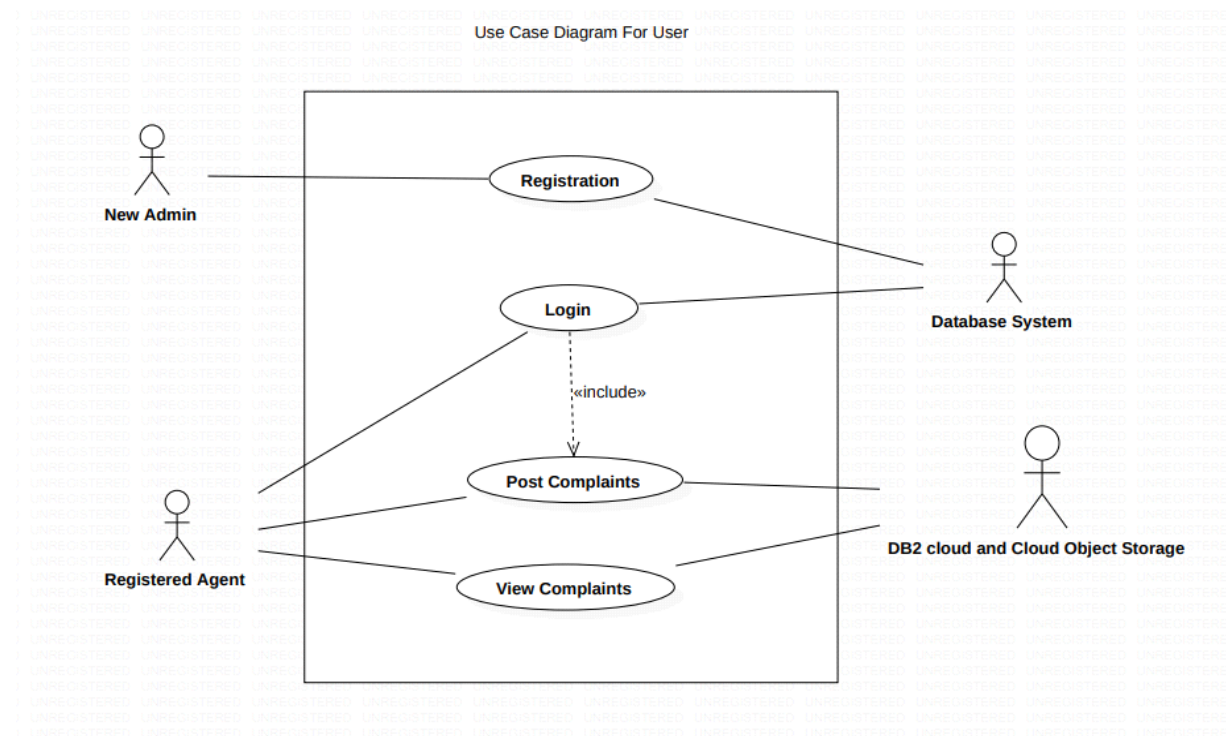 Use Case Diagram For User
New Admin
Registration
Database System
Login
«include»
Post Complaints
DB2 cloud and Cloud Object Storage
Registered Agent
View Complaints
UNREGISTERED